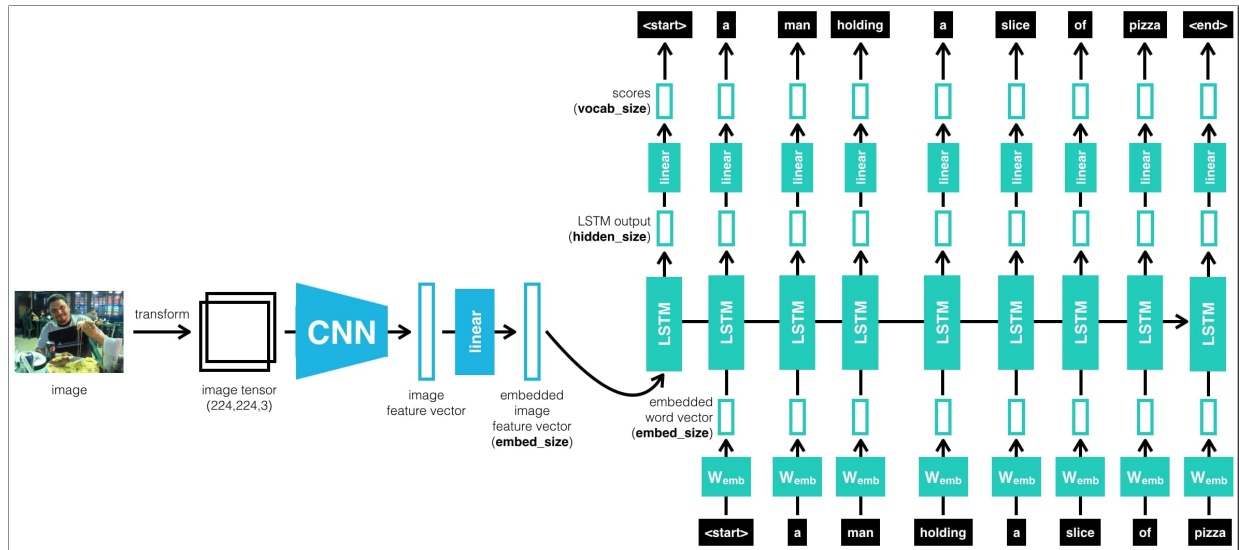 <start> a man holding a slice of pizza <end>
scores
(vocab_size)
linear linear linear linear linear linear linear linear linear
LSTM output
(hidden_size)
LSTM LSTM LSTM LSTM LSTM LSTM LSTM LSTM LSTM
transform
CNN
linear
image
image tensor
(224,224,3)
image
feature vector
embedded
image
feature vector
(embed_size)
embedded
word vector
(embed_size)
Wemb Wemb Wemb Wemb Wemb Wemb Wemb Wemb
<start> a man holding a slice of pizza